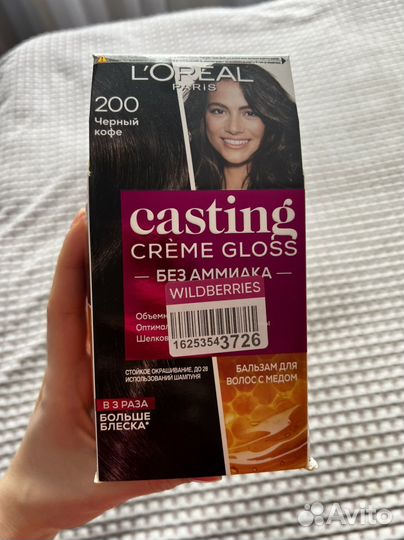 L'ORÉAL
PARIS
200
Черный
кофе
casting
CRÈME GLOSS
БЕЗ АММИАКА
WILDBERRIES
Объемн
Оптимал
Шелков
1625354 3726
СТОЙКОЕ ОКРАШИВАНИЕ, ДО 28
ИСПОЛЬЗОВАНИЙ ШАМПУНЯ
В 3 РАЗА
БОЛЬШЕ
БЛЕСКА*
БАЛЬЗАМ ДЛЯ
ВОЛОС С МЕДОМ
Avito